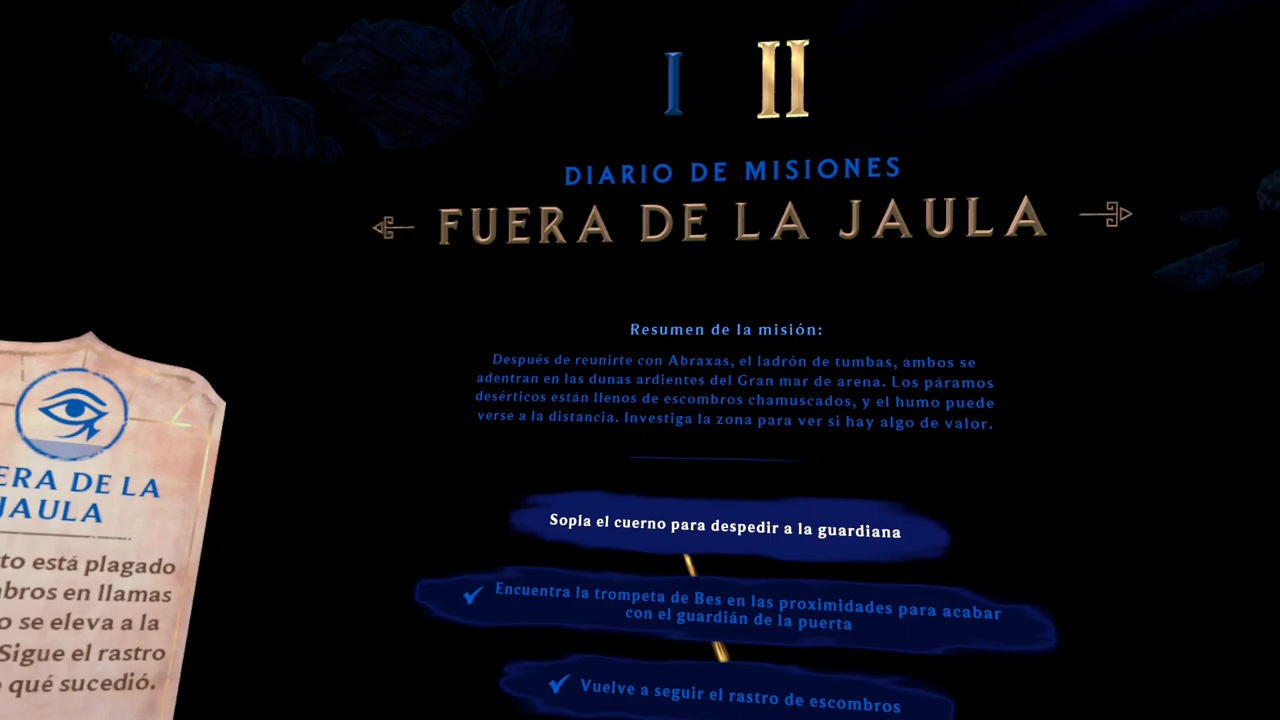 I II
DIARIO DE MISIONES
FUERA DE LA JAULA
Resumen de la misión:
Después de reunirte con Abraxas, el ladrón de tumbas, ambos se
adentran en las dunas ardientes del Gran mar de arena. Los páramos
desérticos están llenos de escombros chamuscados, y el humo puede
verse a la distancia. Investiga la zona para ver si hay algo de valor.
Sopla el cuerno para despedir a la guardiana
Encuentra la trompeta de Bes en las proximidades para acabar
con el guardián de la puerta
Vuelve a seguir el rastro de escombros
DE LA
JAULA
está plagado
en llamas
se eleva a la
Sigue el rastro
qué sucedió.